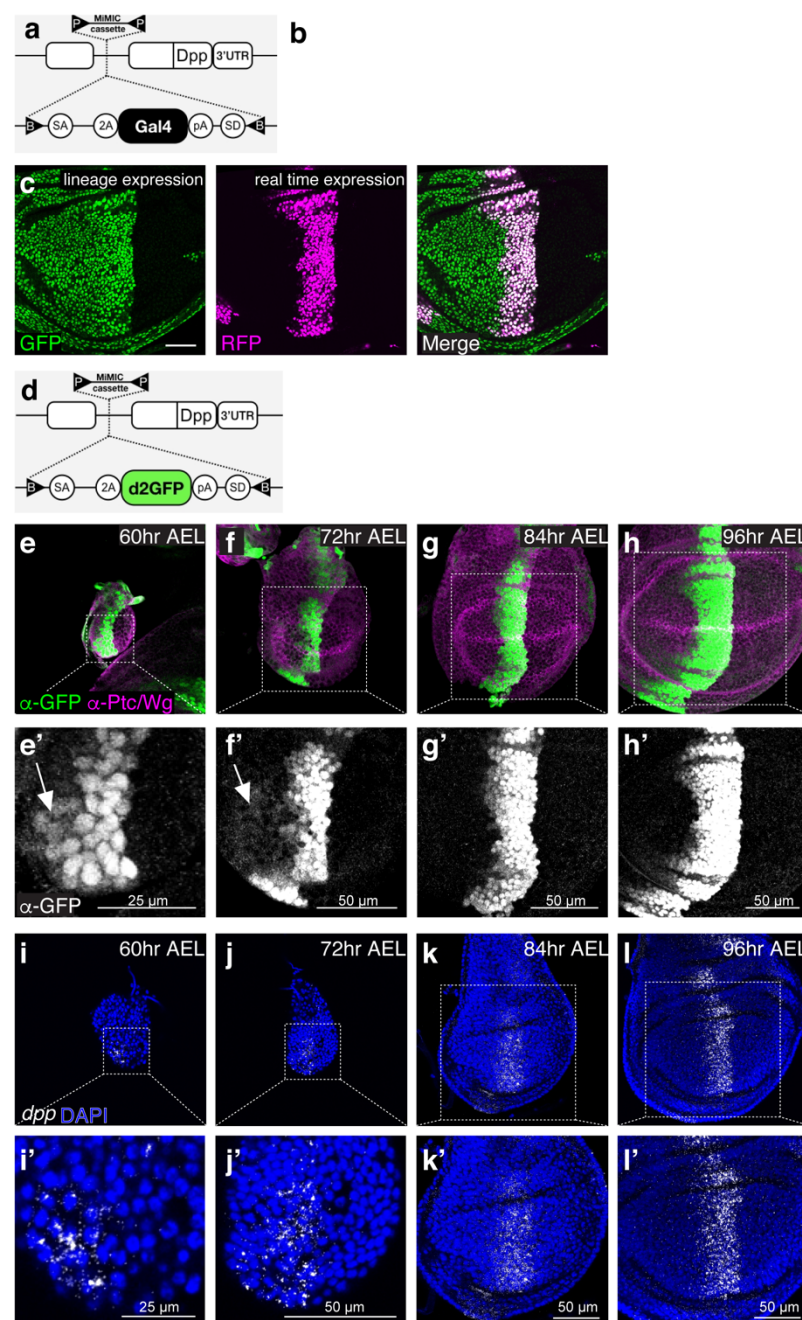 a
b
P MiMIC P
cassette
Dpp 3'UTR
B SA 2A Gal4 pA SD B
c lineage expression real time expression
GFP RFP Merge
d
P MiMIC P
cassette
Dpp 3'UTR
B SA 2A d2GFP pA SD B
e 60hr AEL f 72hr AEL g 84hr AEL h 96hr AEL
α-GFP α-Ptc/Wg
e' f' g' h'
α-GFP 25 µm 50 µm 50 µm 50 µm
i 60hr AEL j 72hr AEL k 84hr AEL l 96hr AEL
dpp DAPI
i' j' k' l'
25 µm 50 µm 50 µm 50 µm